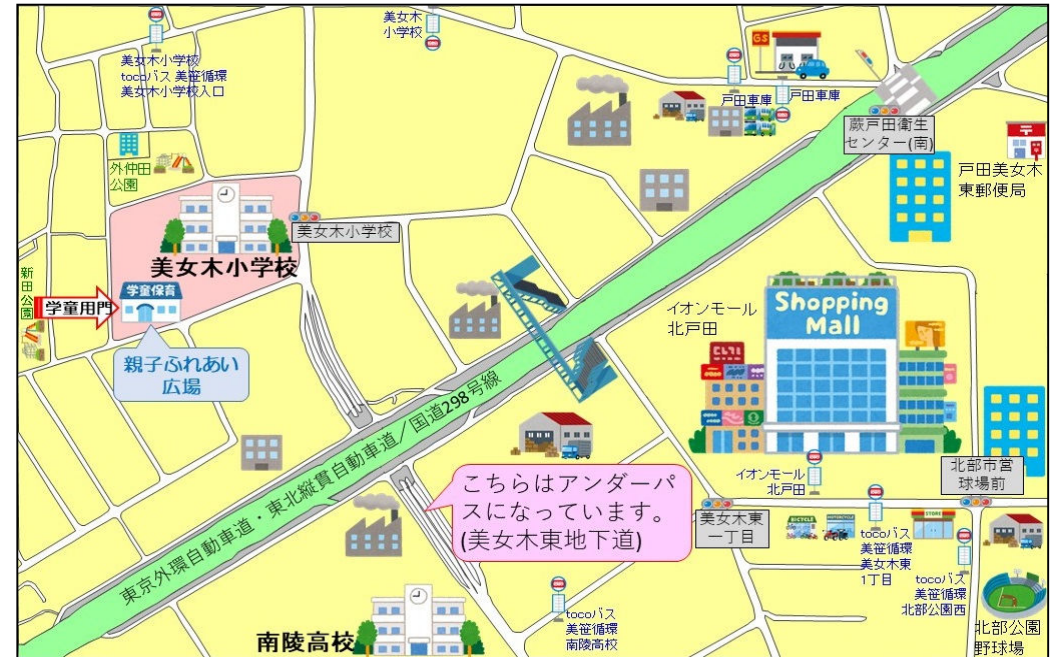 美女木小学校
tocoバス 美笹循環
美女木小学校入口
美女木
小学校
GS
戸田車庫
戸田車庫
蕨戸田衛生
センター(南)
戸田美女木
東郵便局
外仲田
公園
美女木小学校
美女木小学校
新田公園
学童用門
学童保育
親子ふれあい
広場
イオンモール
北戸田
Shopping
Mall
東京外環自動車道・東北縦貫自動車道／国道298号線
こちらはアンダーパ
スになっています。
(美女木東地下道)
イオンモール
北戸田
北部市営
球場前
美女木東
一丁目
BICYCLE
MOTORCYCLE
STORE
tocoバス
美笹循環
美女木東
1丁目
tocoバス
美笹循環
北部公園西
tocoバス
美笹循環
南陵高校
南陵高校
北部公園
野球場